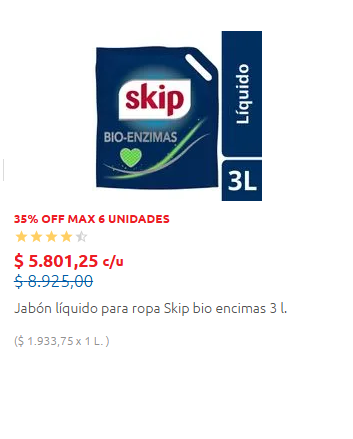 skip
BIO-ENZIMAS
Líquido
3L
35% OFF MAX 6 UNIDADES
$ 5.801,25 c/u
$ 8.925,00
Jabón líquido para ropa Skip bio encimas 3 l.
($ 1.933,75 x 1 L. )